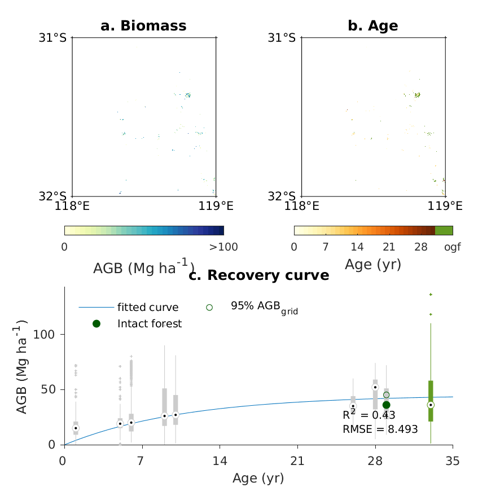 a. Biomass
b. Age
31°S
31°S
32°S
32°S
118°E
119°E
118°E
119°E
0
>100
0
7
14
21
28
ogf
AGB (Mg ha⁻¹)
Age (yr)
c. Recovery curve
fitted curve
95% AGB_grid
Intact forest
AGB (Mg ha⁻¹)
100
50
0
R² = 0.43
RMSE = 8.493
0
7
14
21
28
35
Age (yr)